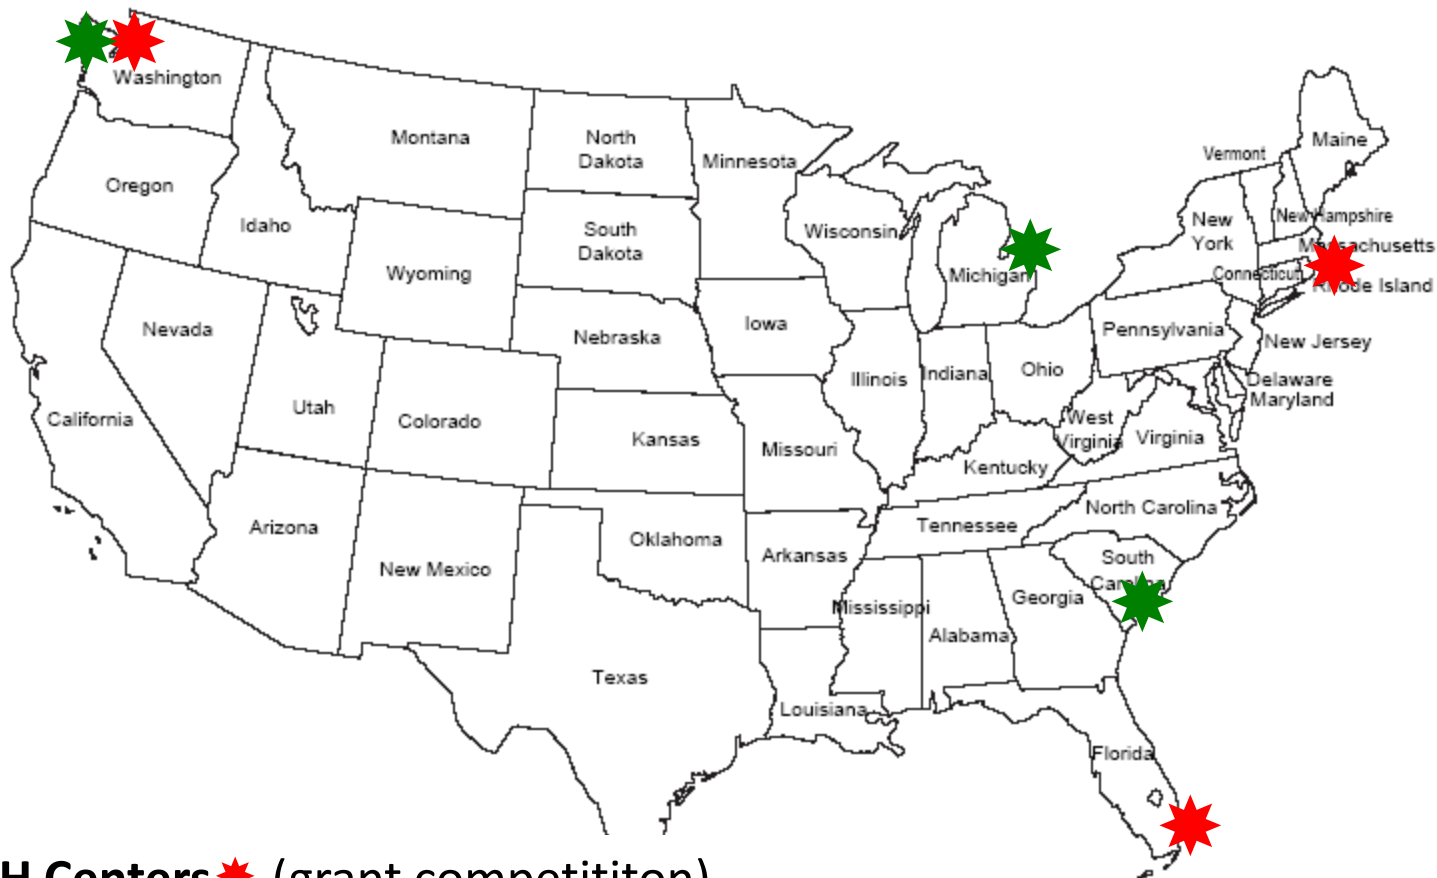 Washington
Montana
North
Dakota
Minnesota
Vermont
Maine
Oregon
Idaho
Wyoming
South
Dakota
Wisconsin
Michigan
New
York
New Hampshire
Massachusetts
Connecticut
Rhode Island
Nevada
Nebraska
Iowa
Pennsylvania
New Jersey
California
Utah
Colorado
Kansas
Missouri
Illinois
Indiana
Ohio
Delaware
Maryland
West
Virginia
Virginia
Kentucky
Arizona
New Mexico
Oklahoma
Arkansas
Tennessee
North Carolina
South
Carolina
Mississippi
Alabama
Georgia
Texas
Louisiana
Florida
H Centers (grant competititon)